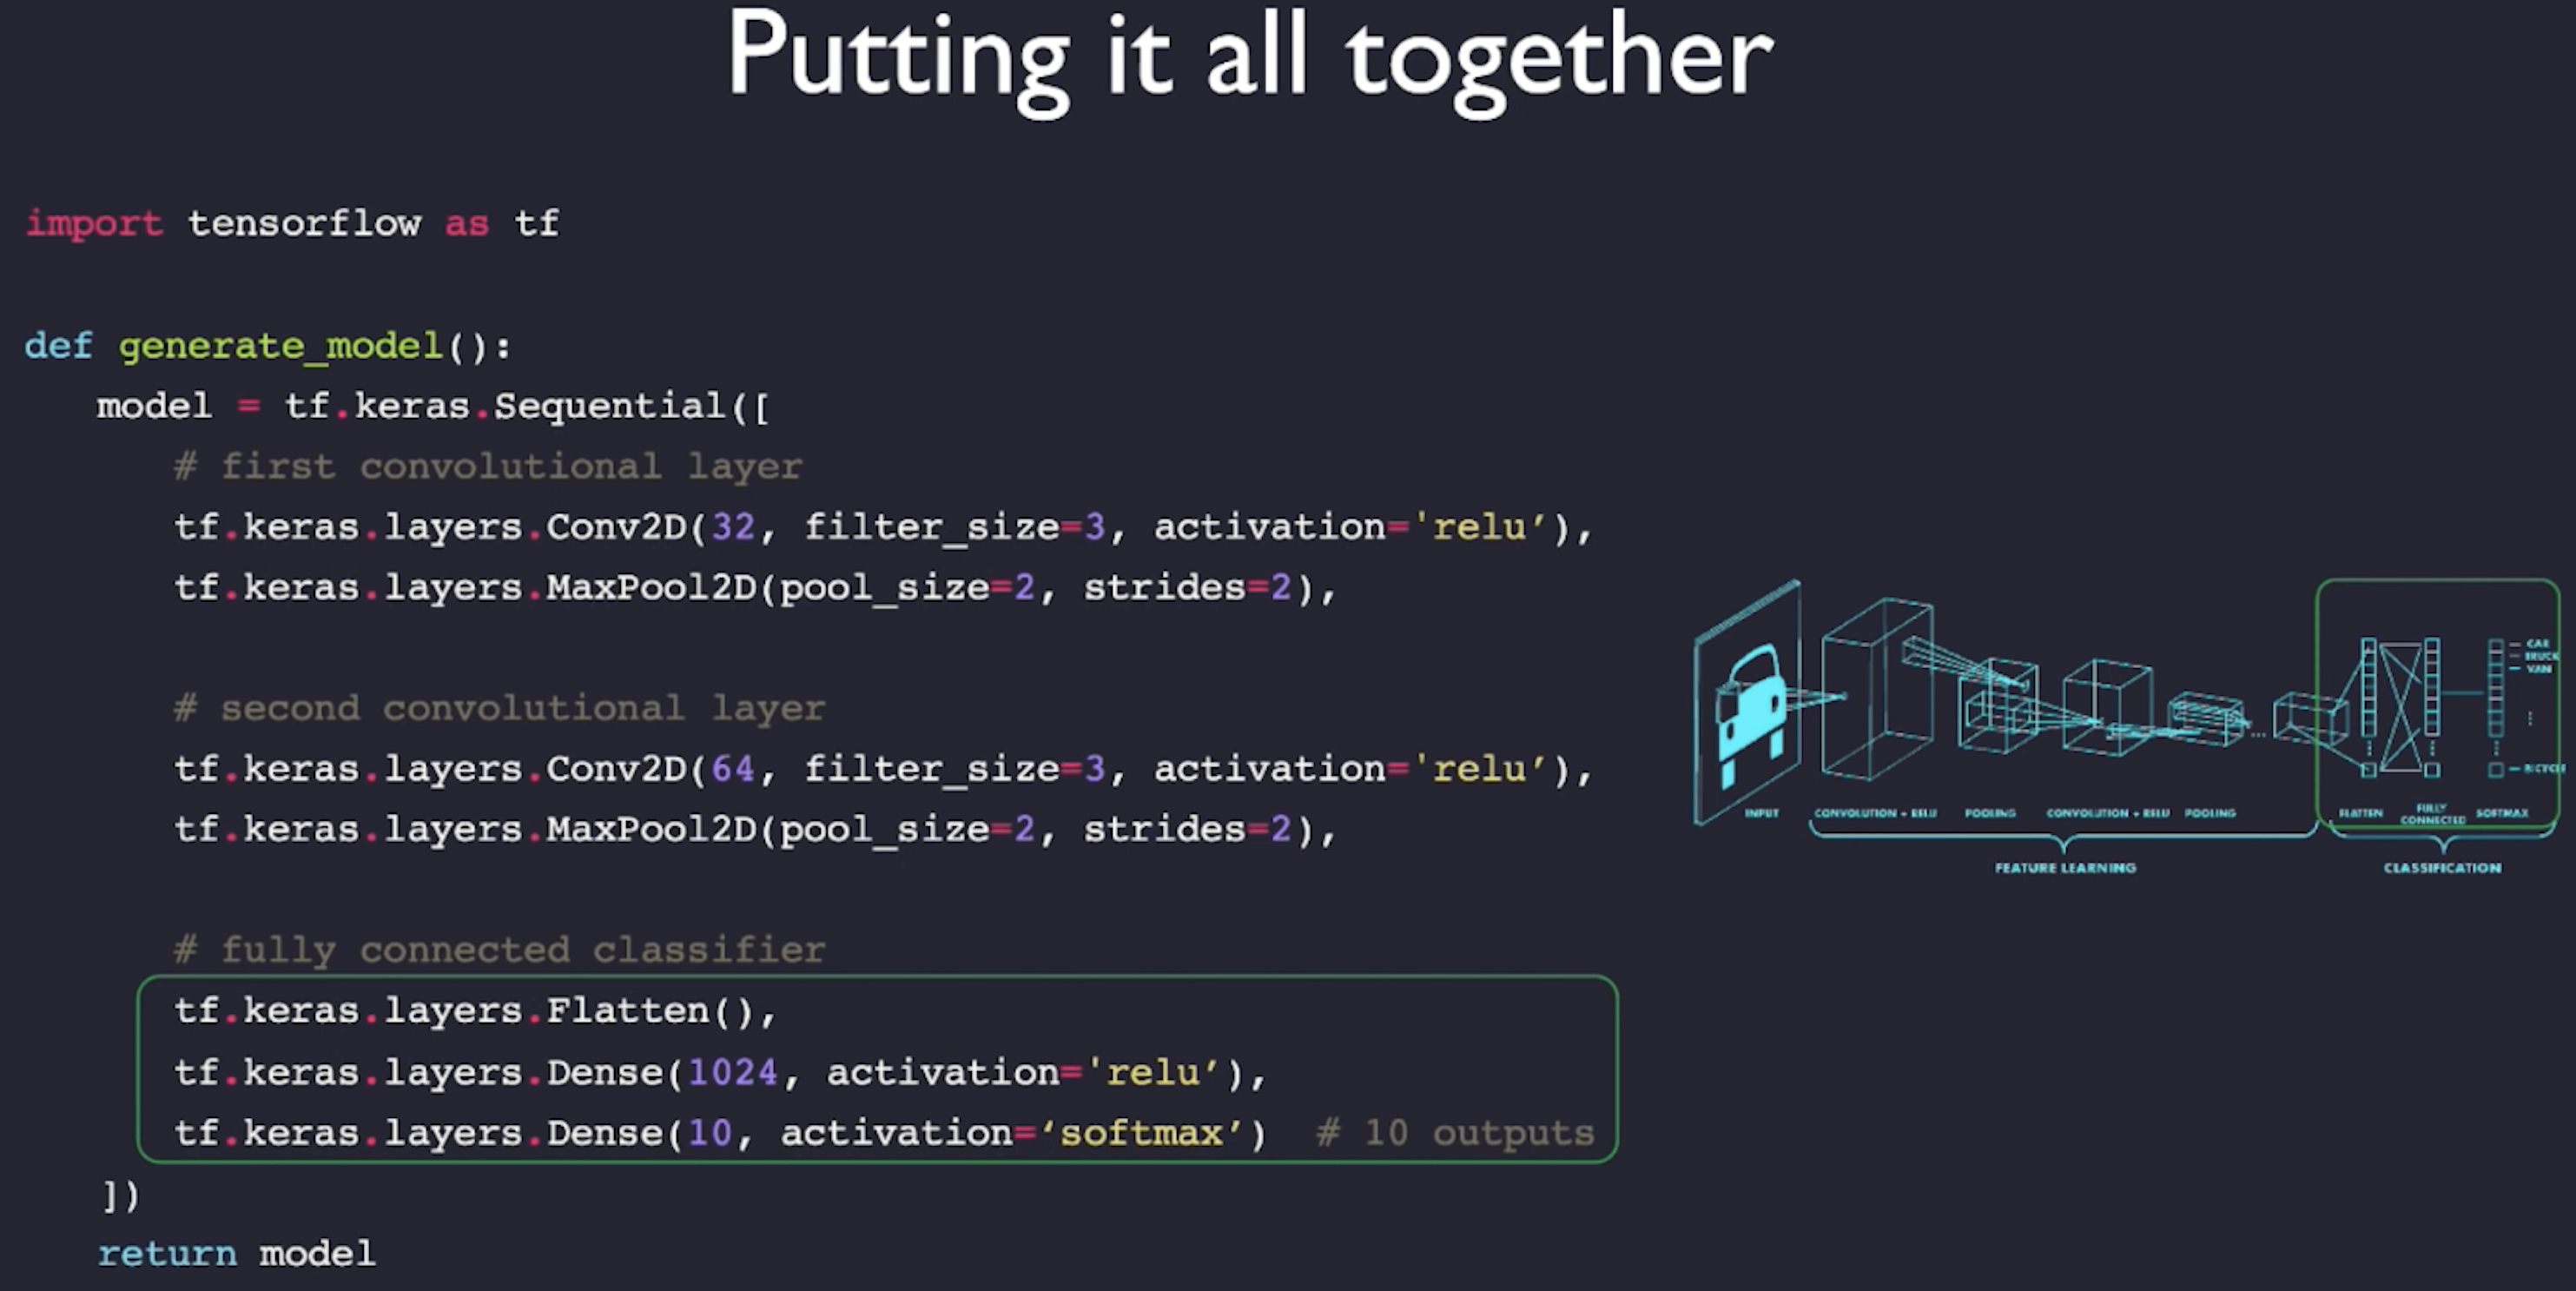 Putting it all together
import tensorflow as tf
def generate_model():
model = tf.keras.Sequential([
# first convolutional layer
tf.keras.layers.Conv2D(32, filter_size=3, activation='relu’),
tf.keras.layers.MaxPool2D(pool_size=2, strides=2),
# second convolutional layer
tf.keras.layers.Conv2D(64, filter_size=3, activation='relu’),
tf.keras.layers.MaxPool2D(pool_size=2, strides=2),
# fully connected classifier
tf.keras.layers.Flatten(),
tf.keras.layers.Dense(1024, activation='relu’),
tf.keras.layers.Dense(10, activation=‘softmax’)  # 10 outputs
])
return model
CAR
TRUCK
VAN
BICYCLE
INPUT
CONVOLUTION + RELU
POOLING
CONVOLUTION + RELU
POOLING
FLATTEN
FULLY
CONNECTED
SOFTMAX
FEATURE LEARNING
CLASSIFICATION